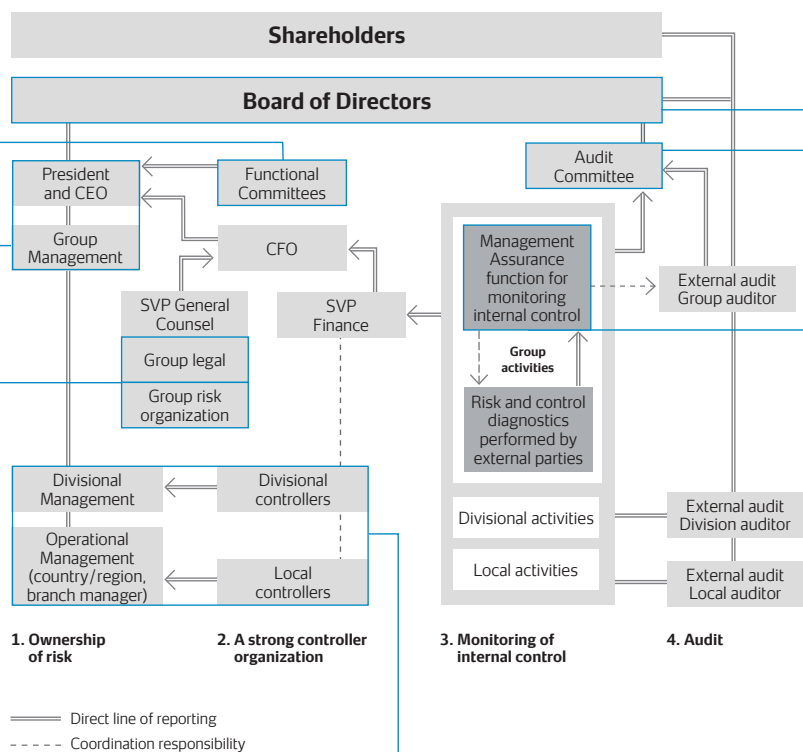 Shareholders
Board of Directors
President
and CEO
Functional
Committees
Audit
Committee
Group
Management
CFO
Management
Assurance
function for
monitoring
internal control
External audit
Group auditor
SVP General
Counsel
SVP
Finance
Group legal
Group
activities
Group risk
organization
Risk and control
diagnostics
performed by
external parties
Divisional
Management
Divisional
controllers
Divisional activities
External audit
Division auditor
Operational
Management
(country/region,
branch manager)
Local
controllers
Local activities
External audit
Local auditor
1. Ownership
of risk
2. A strong controller
organization
3. Monitoring of
internal control
4. Audit
Direct line of reporting
Coordination responsibility